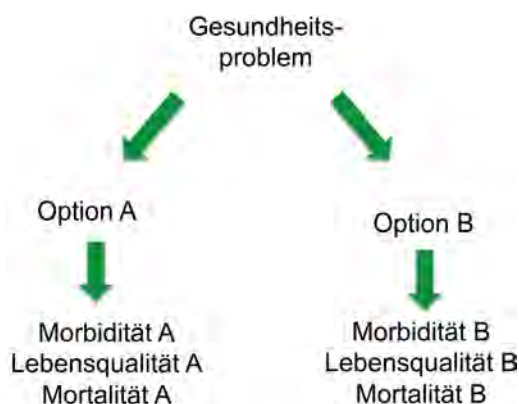 Gesundheits-
problem
Option A
Option B
Morbidität A
Lebensqualität A
Mortalität A
Morbidität B
Lebensqualität B
Mortalität B